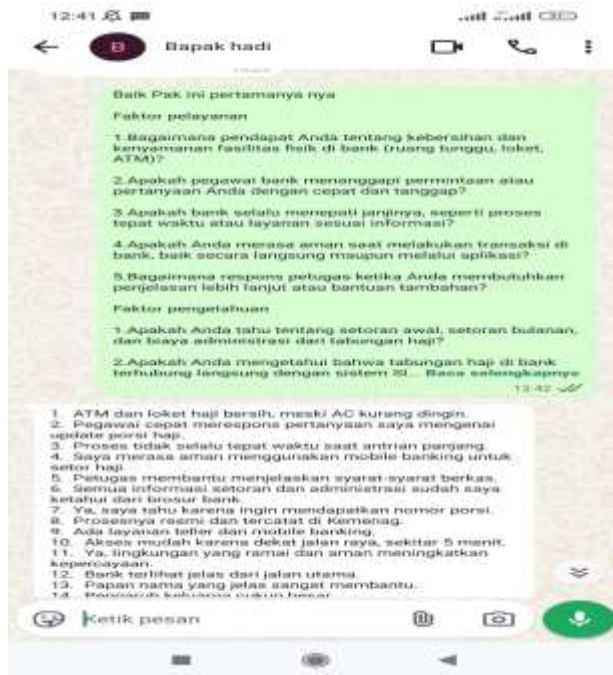 12:41
B
Bapak hadi
Baik Pak ini pertamanya nya
Faktor pelayanan
1.Bagaimana pendapat Anda tentang kebersihan dan
kenyamanan fasilitas fisik di bank (ruang tunggu, loket,
ATM)?
2.Apakah pegawai bank menanggapi permintaan atau
pertanyaan Anda dengan cepat dan tanggap?
3.Apakah bank selalu menepati janjinya, seperti proses
tepat waktu atau layanan sesuai informasi?
4.Apakah Anda merasa aman saat melakukan transaksi di
bank, baik secara langsung maupun melalui aplikasi?
5.Bagaimana respons petugas ketika Anda membutuhkan
penjelasan lebih lanjut atau bantuan tambahan?
Faktor pengetahuan
1.Apakah Anda tahu tentang setoran awal, setoran bulanan,
dan biaya administrasi dari tabungan haji?
2.Apakah Anda mengetahui bahwa tabungan haji di bank
terhubung langsung dengan sistem SI... Baca selengkapnya
13:42
1. ATM dan loket haji bersih, meski AC kurang dingin.
2. Pegawai cepat merespons pertanyaan saya mengenai
update porsi haji.
3. Proses tidak selalu tepat waktu saat antrian panjang.
4. Saya merasa aman menggunakan mobile banking untuk
setor haji.
5. Petugas membantu menjelaskan syarat-syarat berkas.
6. Semua informasi setoran dan administrasi sudah saya
ketahui dari brosur bank.
7. Ya, saya tahu karena ingin mendapatkan nomor porsi.
8. Prosesnya resmi dan tercatat di Kemenag.
9. Ada layanan teller dan mobile banking.
10. Akses mudah karena dekat jalan raya, sekitar 5 menit.
11. Ya, lingkungan yang ramai dan aman meningkatkan
kepercayaan.
12. Bank terlihat jelas dari jalan utama.
13. Papan nama yang jelas sangat membantu.
14. Pengaruh keluarga cukup besar.
Ketik pesan